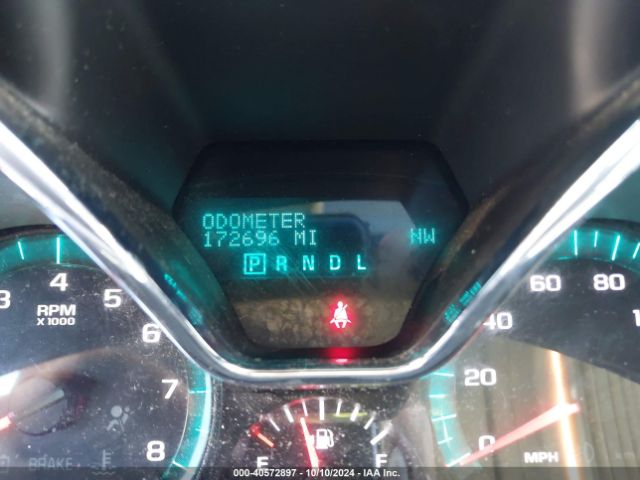 ODOMETER
172696 MI
NW
P R N D L
3 4 5 6 7 8
RPM
X 1000
0 20 40 60 80
MPH
BRAKE
E F
000 - 40572897 - 10/10/2024 - IAA Inc.